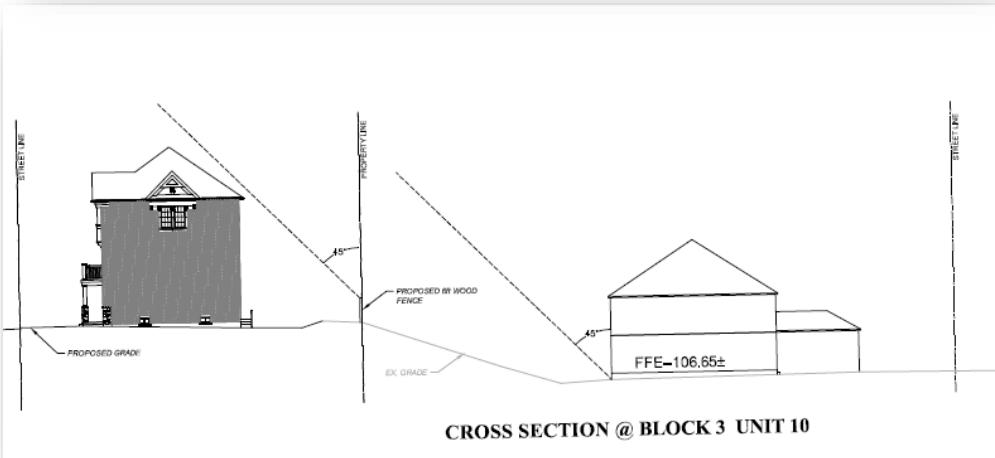 STREET LINE
PROPERTY LINE
STREET LINE
45°
PROPOSED 6ft WOOD
FENCE
45°
PROPOSED GRADE
EX. GRADE
FFE=106.65±
CROSS SECTION @ BLOCK 3 UNIT 10